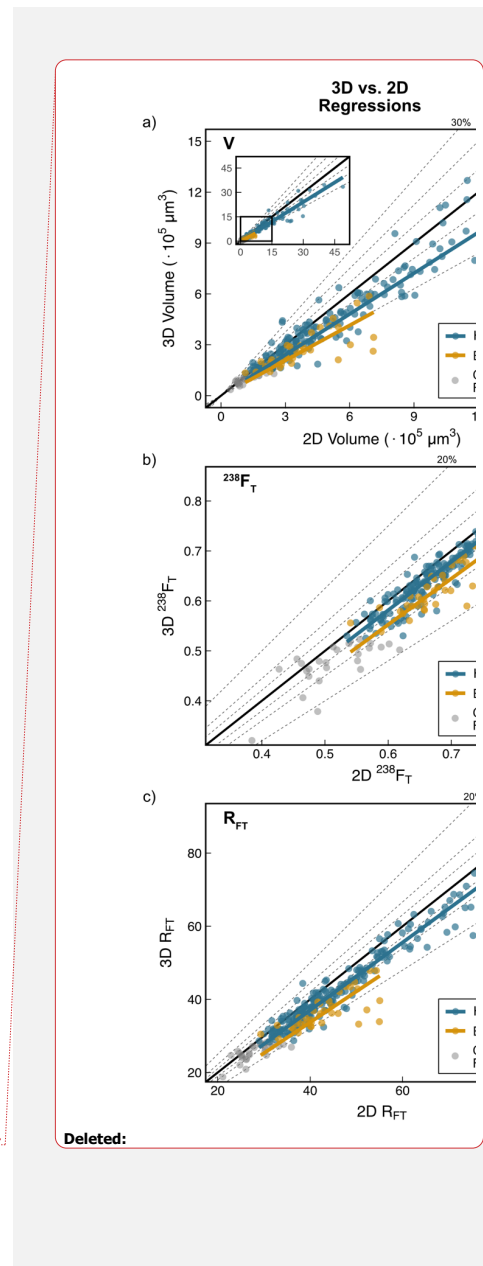 3D vs. 2D
Regressions
a)
30%
V
45
30
15
0
0 15 30 45
15
12
9
6
3
0
3D Volume ( · 10⁵ µm³)
0 3 6 9 1
2D Volume ( · 10⁵ µm³)
b)
20%
²³⁸F_T
0.8
0.7
0.6
0.5
0.4
3D ²³⁸F_T
0.4 0.5 0.6 0.7
2D ²³⁸F_T
c)
20
R_FT
80
60
40
20
3D R_FT
20 40 60
2D R_FT
Deleted: